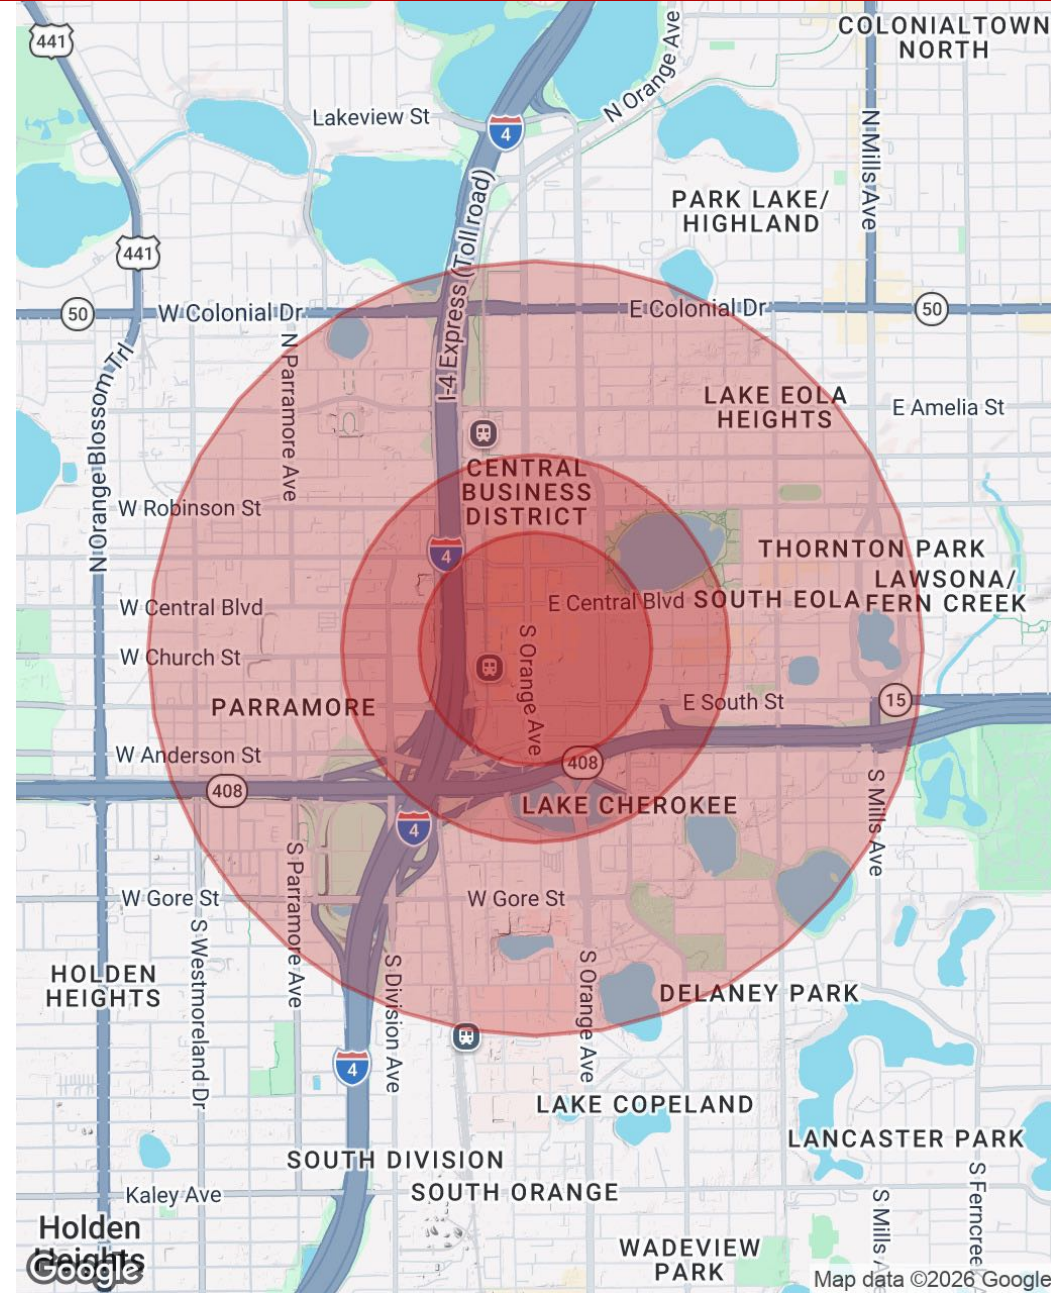 441
COLONIALTOWN
NORTH
Lakeview St
4
N Orange Ave
N Mills Ave
PARK LAKE/
HIGHLAND
441
I-4 Express (Toll road)
50
W Colonial Dr
E Colonial Dr
50
N Orange Blossom Trl
N Parramore Ave
LAKE EOLA
HEIGHTS
E Amelia St
CENTRAL
BUSINESS
DISTRICT
W Robinson St
4
THORNTON PARK
LAWSONA/
FERN CREEK
W Central Blvd
E Central Blvd
SOUTH EOLA
S Orange Ave
W Church St
PARRAMORE
E South St
15
W Anderson St
408
408
LAKE CHEROKEE
4
S Mills Ave
S Parramore Ave
W Gore St
W Gore St
S Westmoreland Dr
HOLDEN
HEIGHTS
S Division Ave
S Orange Ave
DELANEY PARK
4
LAKE COPELAND
LANCASTER PARK
SOUTH DIVISION
SOUTH ORANGE
Kaley Ave
S Mills A
S Ferncree
Holden
Heights
Google
WADEVIEW
PARK
Map data ©2026 Google